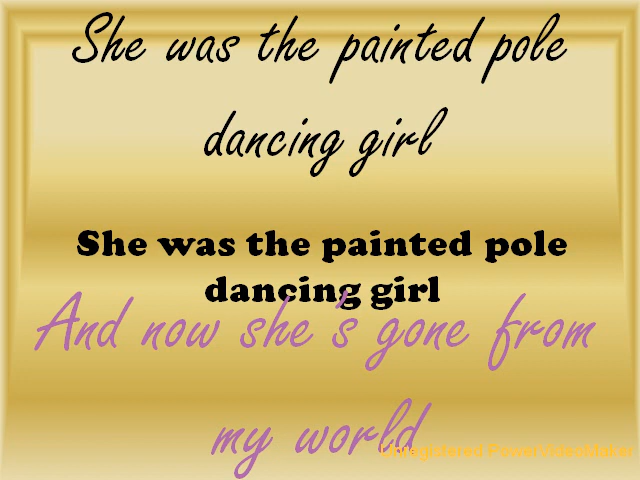 She was the painted pole
dancing girl
She was the painted pole
dancing girl
And now she's gone from
my world
Unregistered PowerVideoMaker